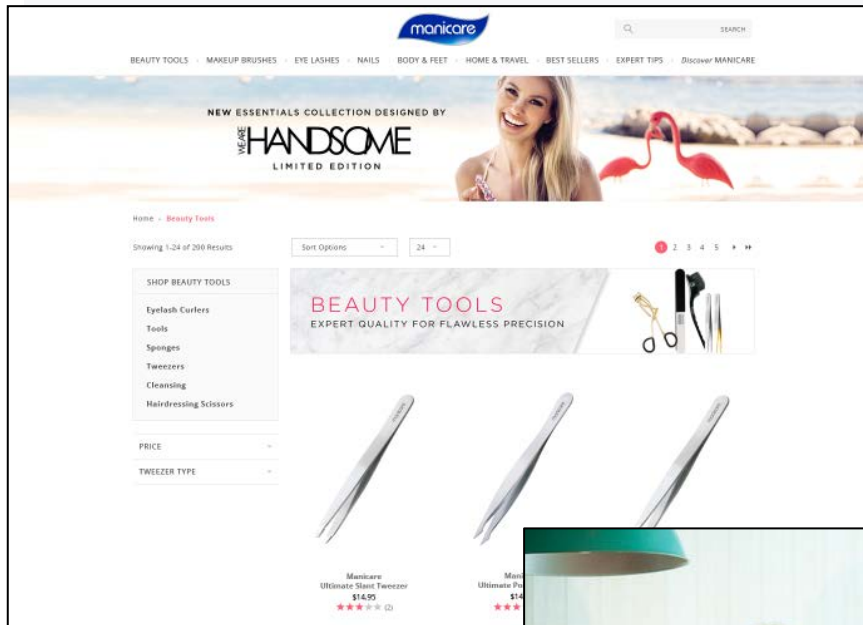 manicare
SEARCH
BEAUTY TOOLS MAKEUP BRUSHES EYE LASHES NAILS BODY & FEET HOME & TRAVEL BEST SELLERS EXPERT TIPS Discover MANICARE
NEW ESSENTIALS COLLECTION DESIGNED BY
WE ARE HANDSOME
LIMITED EDITION
Home - Beauty Tools
Showing 1-24 of 200 Results
Sort Options
24
1 2 3 4 5
SHOP BEAUTY TOOLS
Eyelash Curlers
Tools
Sponges
Tweezers
Cleansing
Hairdressing Scissors
PRICE
TWEEZER TYPE
BEAUTY TOOLS
EXPERT QUALITY FOR FLAWLESS PRECISION
Manicare
Ultimate Slant Tweezer
$14.95
(2)
Mani
Ultimate Po
$14